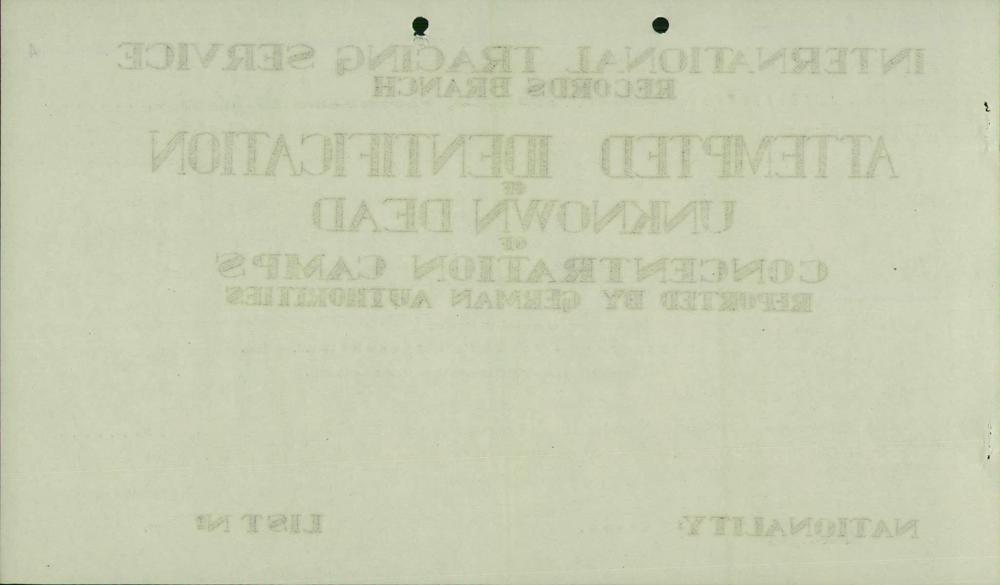 INTERNATIONAL TRACING SERVICE
RECORDS BRANCH
ATTEMPTED IDENTIFICATION
OF
UNKNOWN DEAD
OF
CONCENTRATION CAMPS
REPORTED BY GERMAN AUTHORITIES
NATIONALITY: LIST Nº